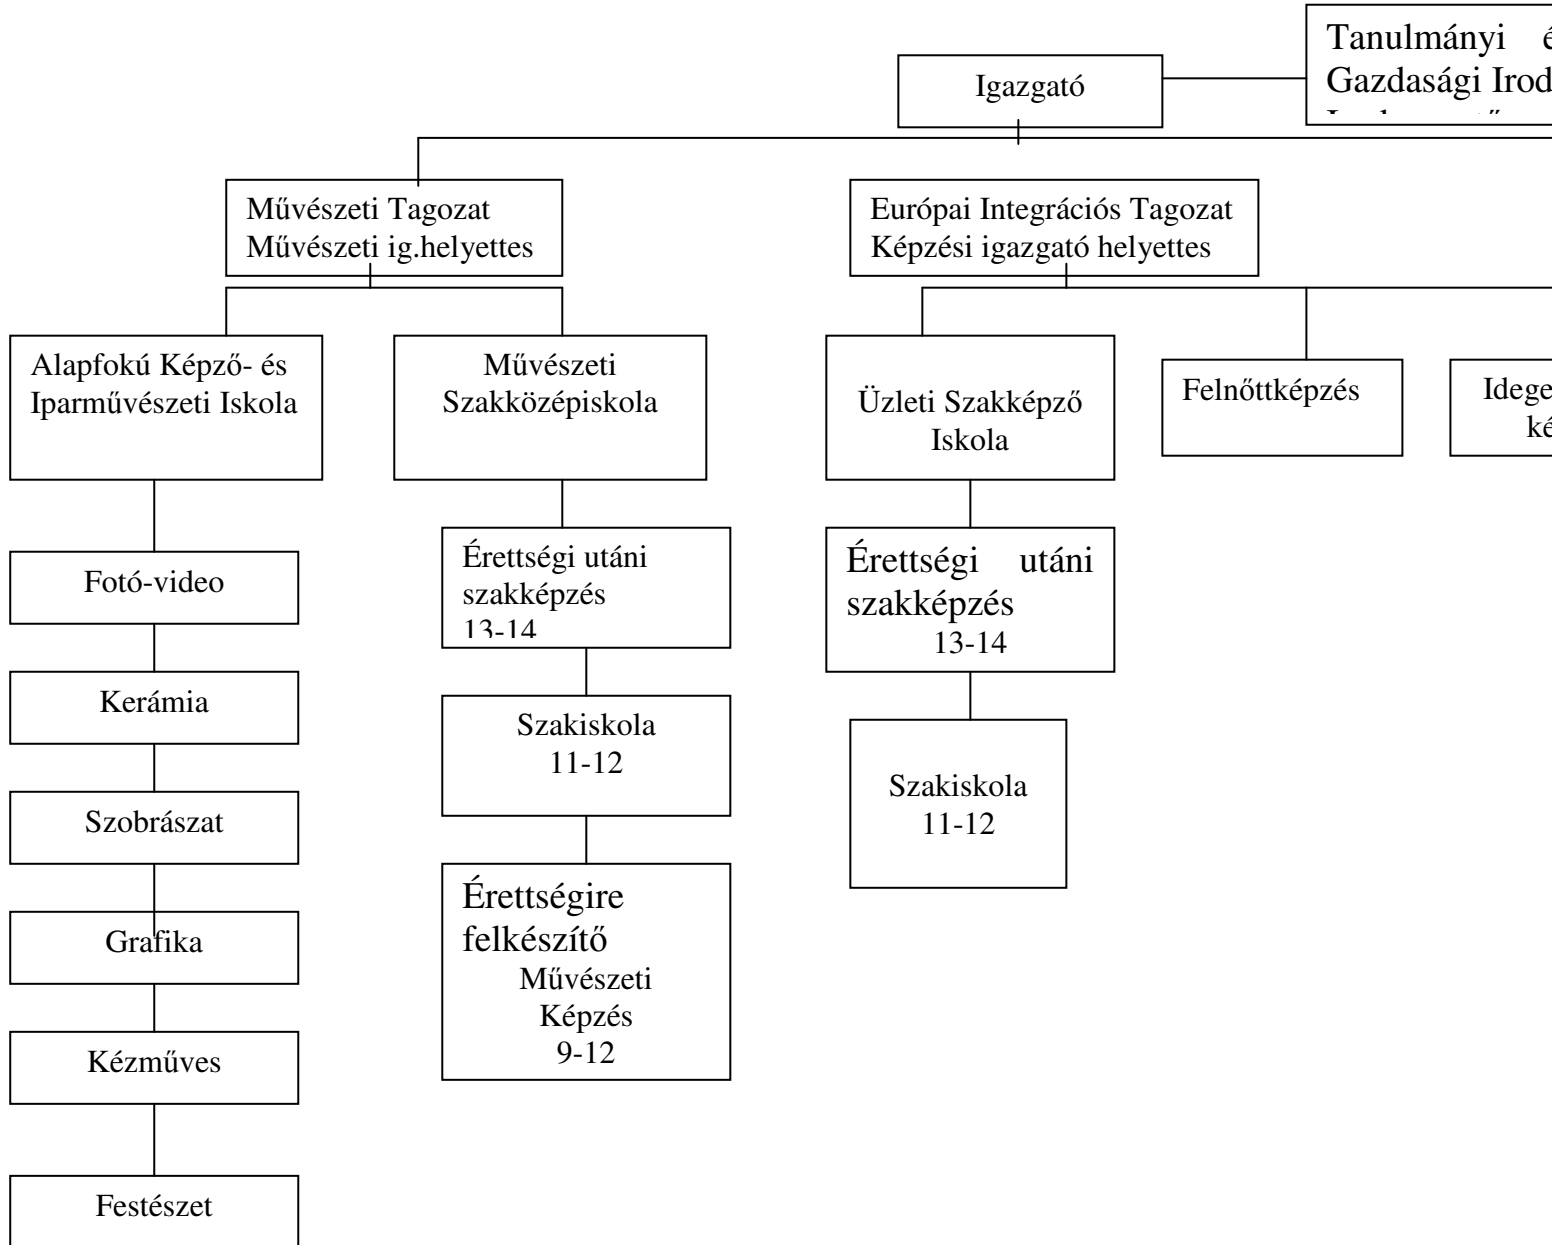 Igazgató
Tanulmányi
Gazdasági
Művészeti Tagozat
Művészeti ig.helyettes
Európai Integrációs Tagozat
Képzési igazgató helyettes
Alapfokú Képző- és
Iparművészeti Iskola
Művészeti
Szakközépiskola
Üzleti Szakképző
Iskola
Felnőttképzés
Érettségi utáni
szakképzés
13-14
Érettségi utáni
szakképzés
13-14
Fotó-video
Kerámia
Szakiskola
11-12
Szakiskola
11-12
Szobrászat
Érettségire
felkészítő
Művészeti
Képzés
9-12
Grafika
Kézműves
Festészet